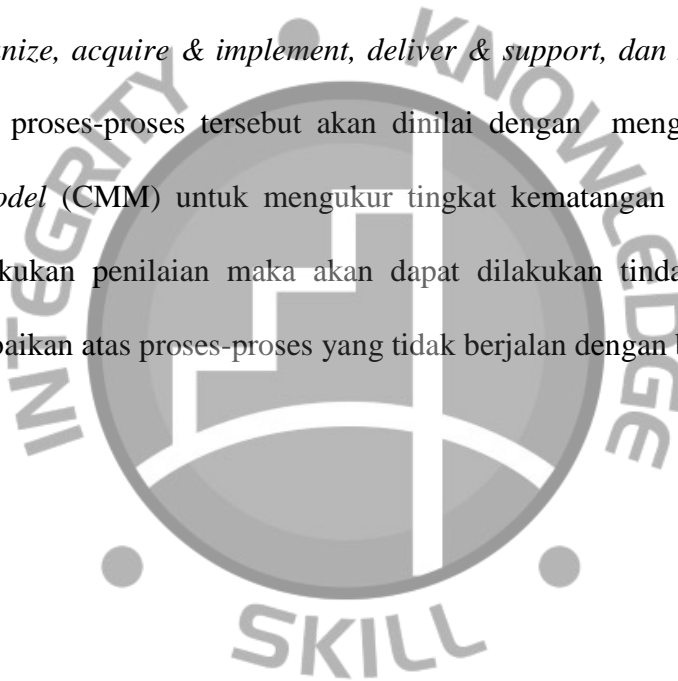 nize, acquire & implement, deliver & support, dan
proses-proses tersebut akan dinilai dengan meng
odel (CMM) untuk mengukur tingkat kematangan
kukan penilaian maka akan dapat dilakukan tinda
baikan atas proses-proses yang tidak berjalan dengan b
INTEGRITY
KNOWLEDGE
SKILL